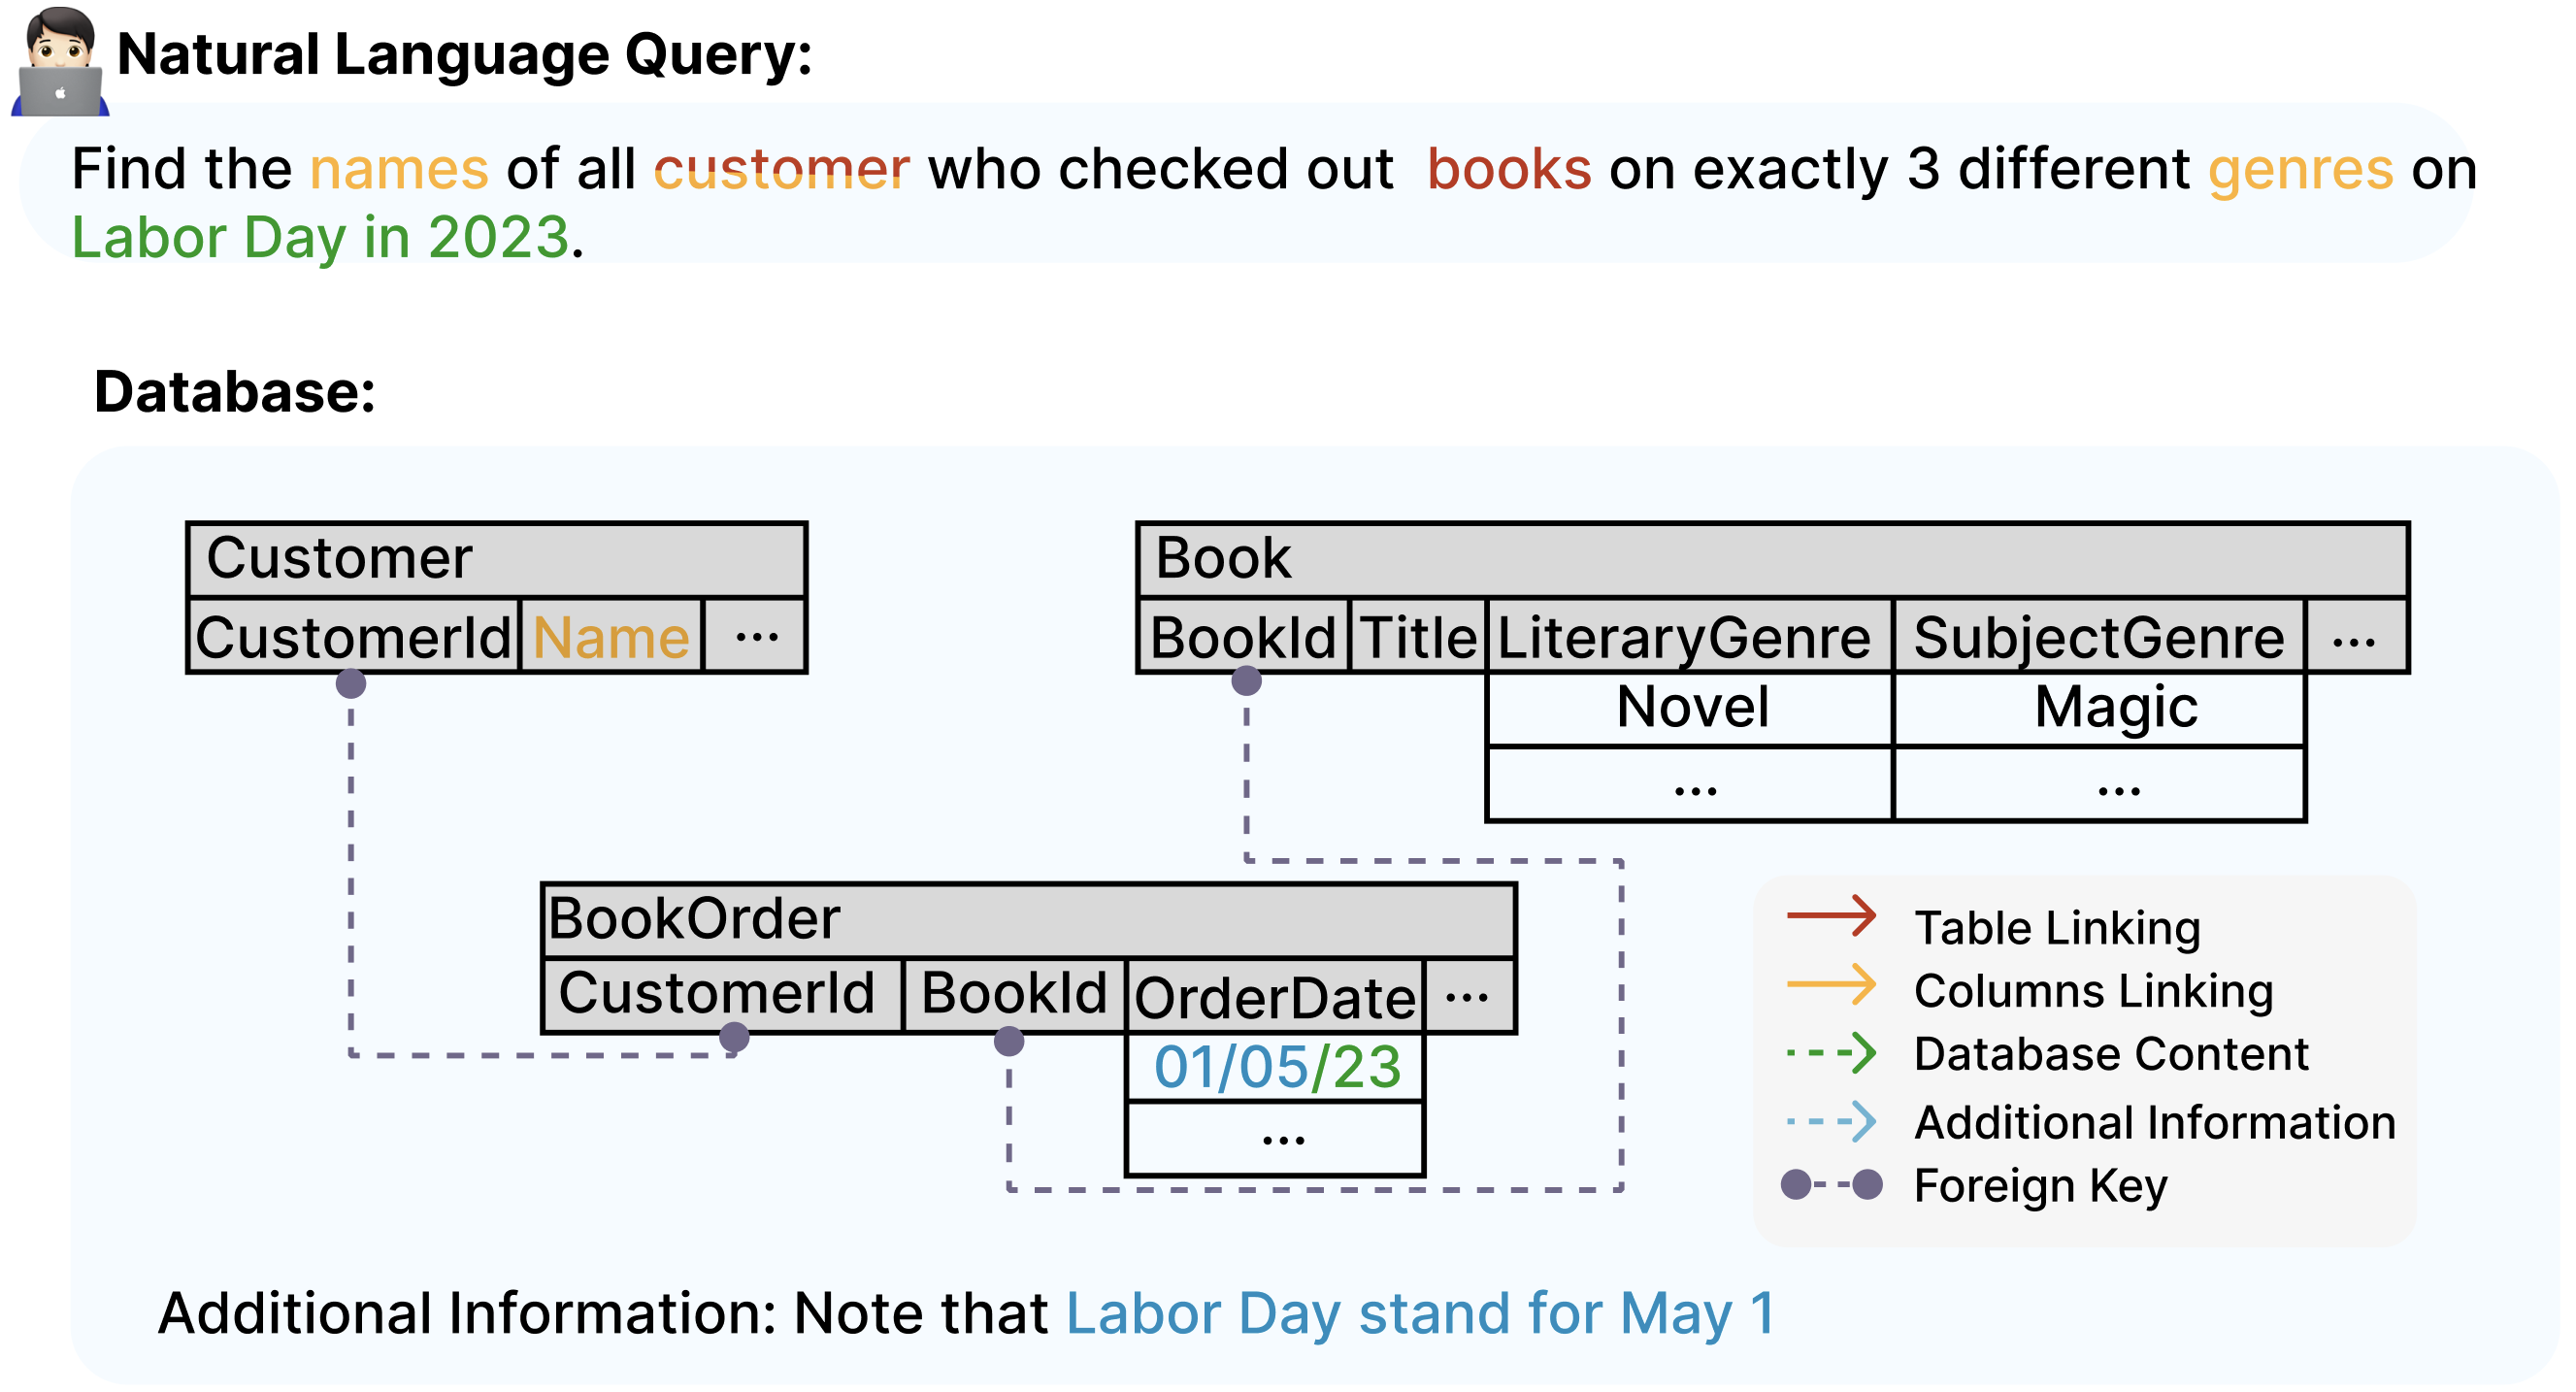 Natural Language Query:
Find the names of all customer who checked out books on exactly 3 different genres on
Labor Day in 2023.
Database:
Customer
CustomerId Name ...
Book
BookId Title LiteraryGenre SubjectGenre ...
Novel Magic
... ...
BookOrder
CustomerId BookId OrderDate ...
01/05/23
...
Table Linking
Columns Linking
Database Content
Additional Information
Foreign Key
Additional Information: Note that Labor Day stand for May 1